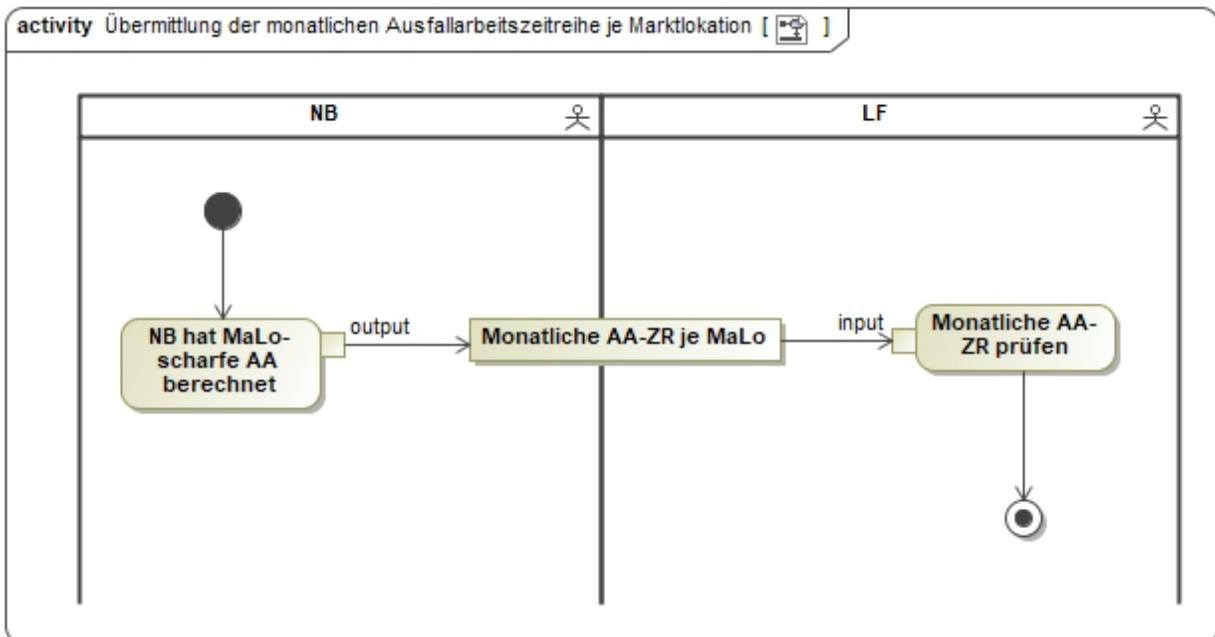 activity Übermittlung der monatlichen Ausfallarbeitszeitreihe je Marktlokation [ ]
NB
LF
NB hat MaLo-
scharfe AA
berechnet
output
Monatliche AA-ZR je MaLo
input
Monatliche AA-
ZR prüfen